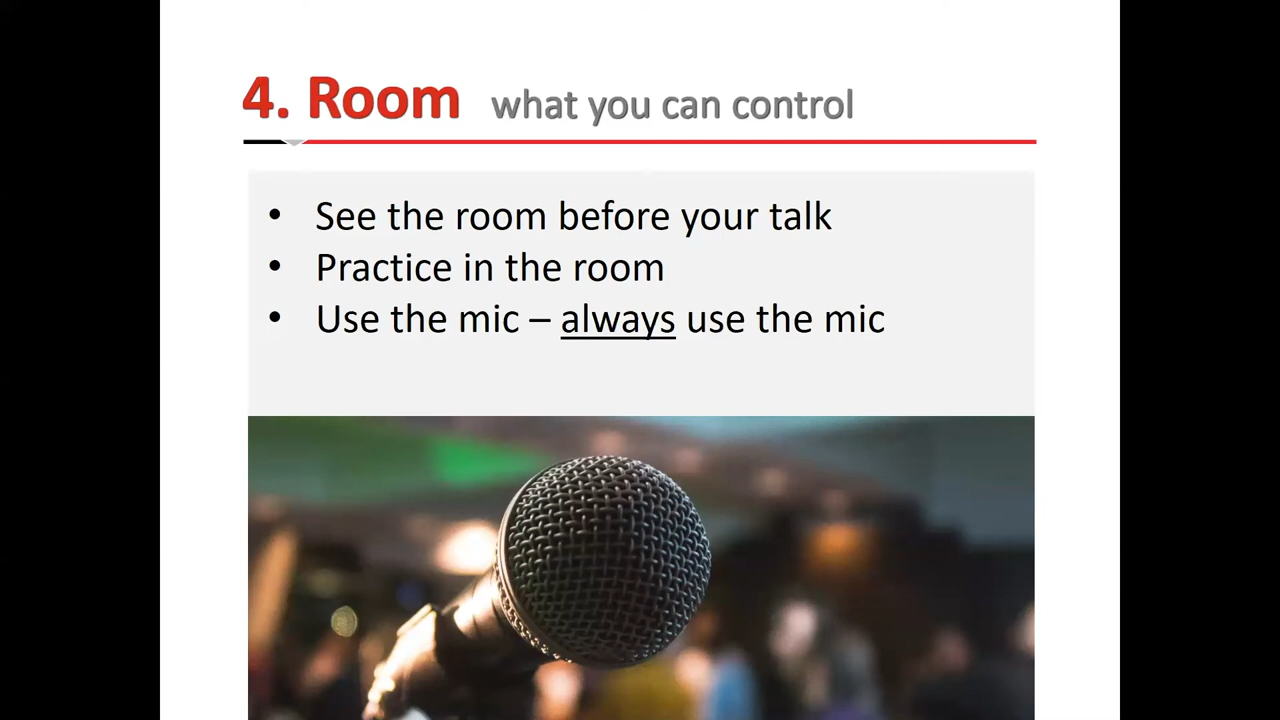 4. Room what you can control
• See the room before your talk
• Practice in the room
• Use the mic – always use the mic